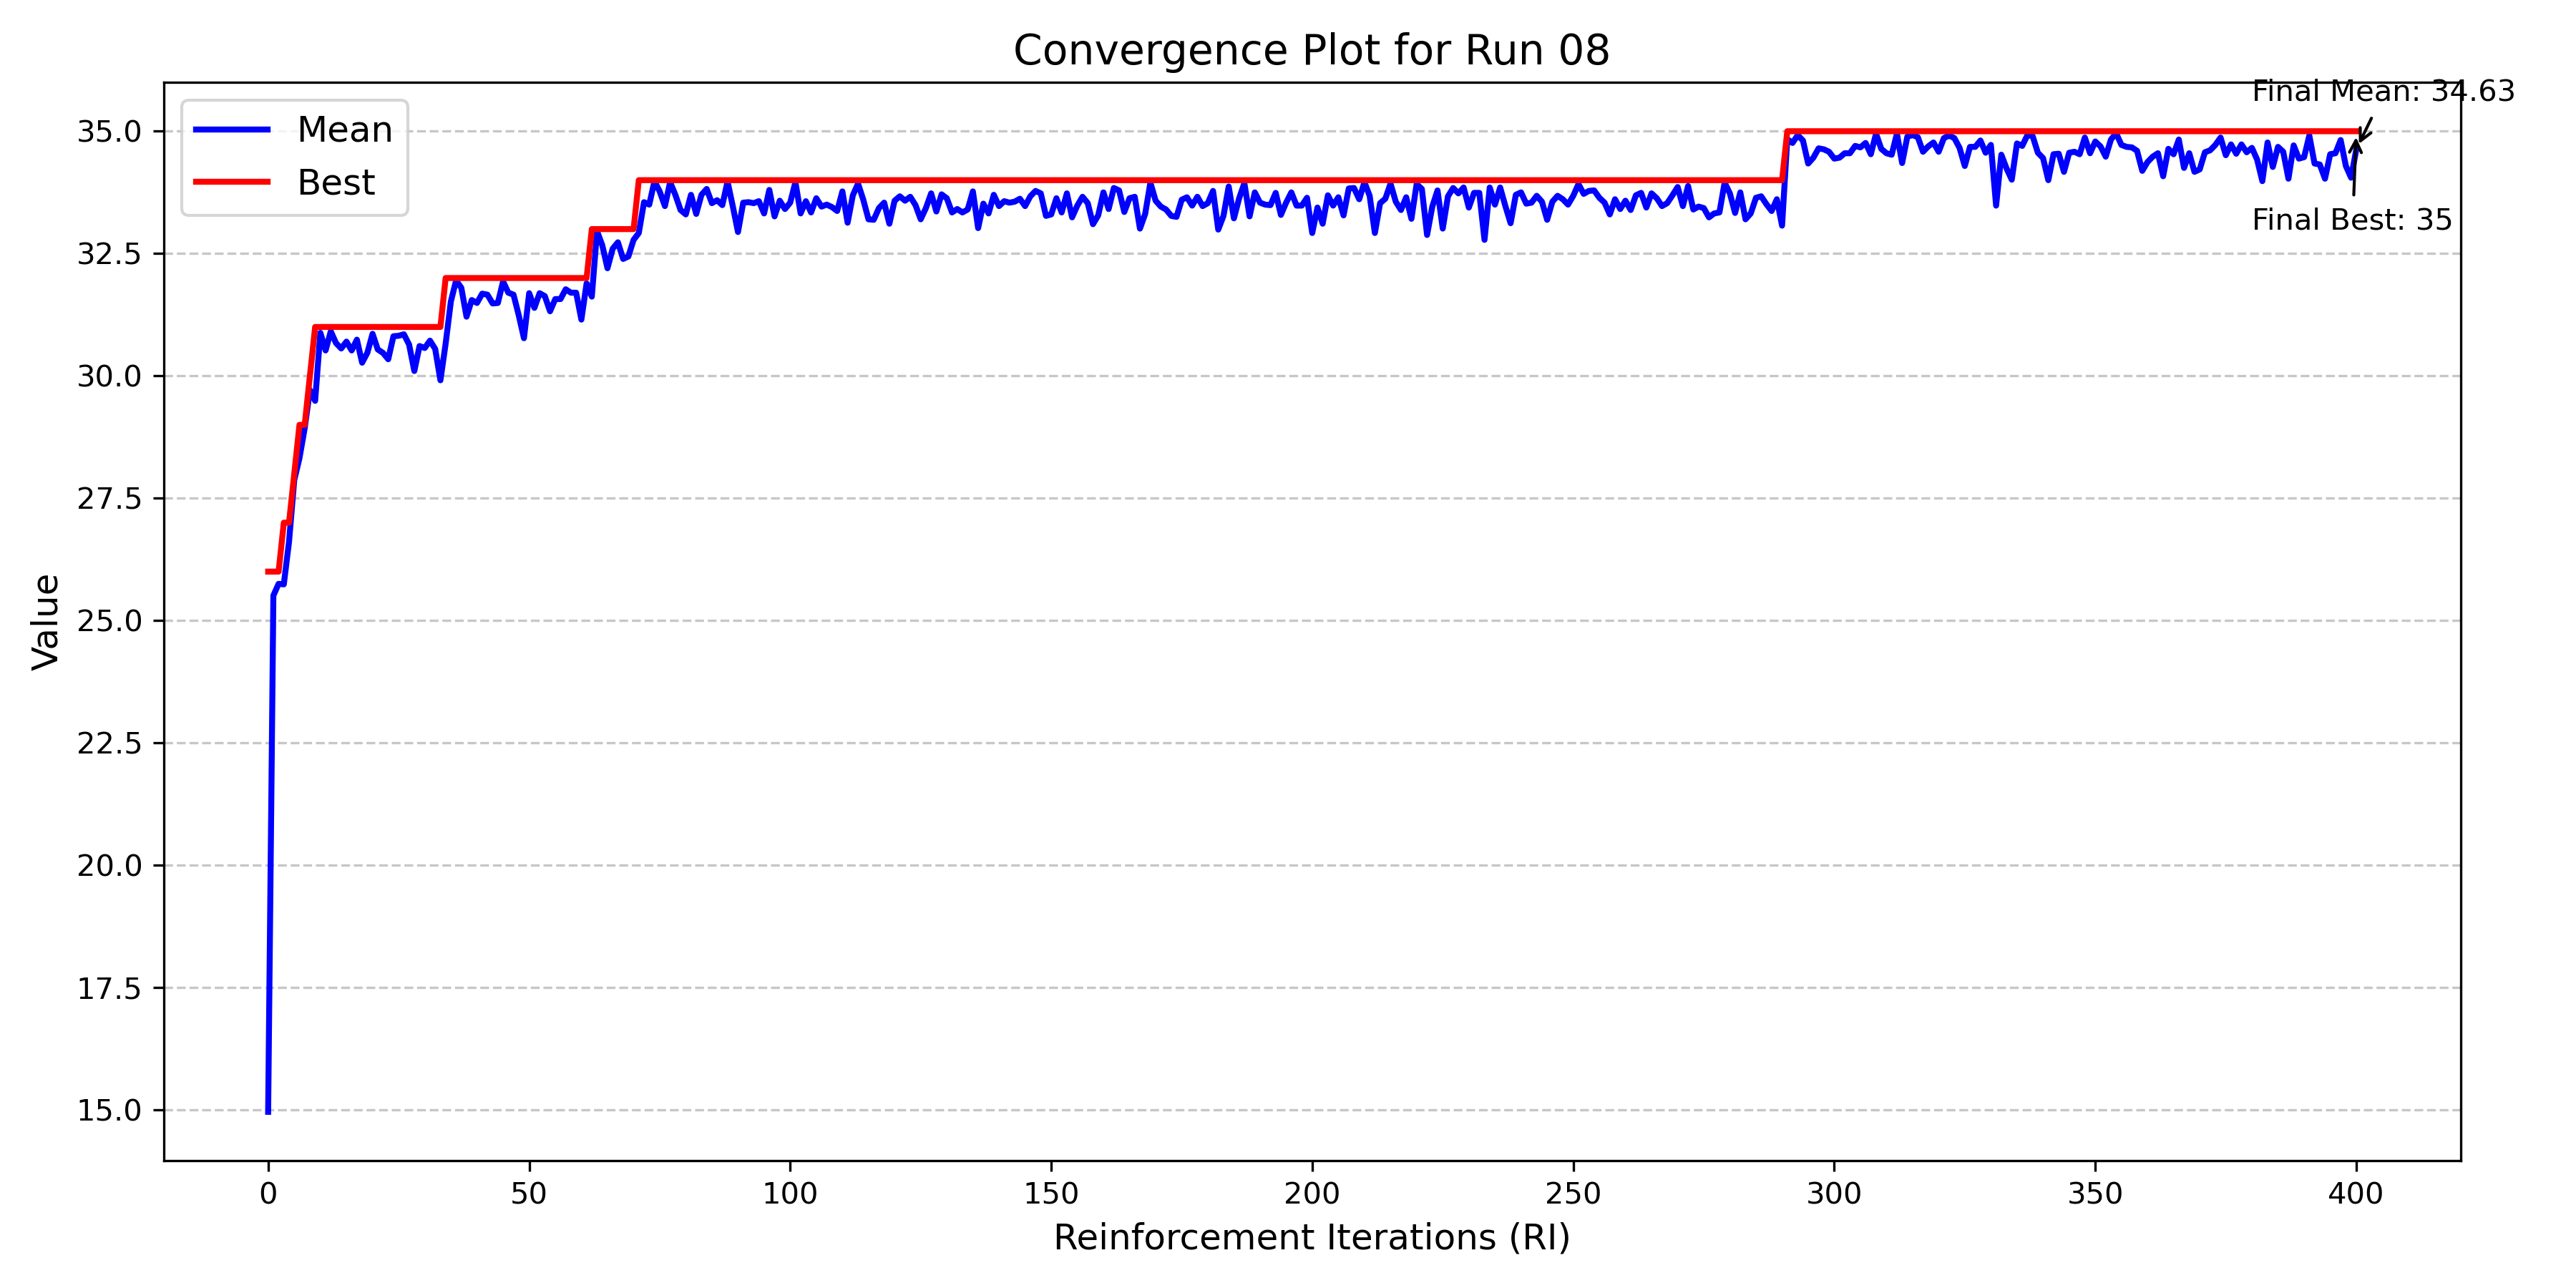 Convergence Plot for Run 08
Mean
Best
Final Mean: 34.63
Final Best: 35
Value
35.0
32.5
30.0
27.5
25.0
22.5
20.0
17.5
15.0
0 50 100 150 200 250 300 350 400
Reinforcement Iterations (RI)